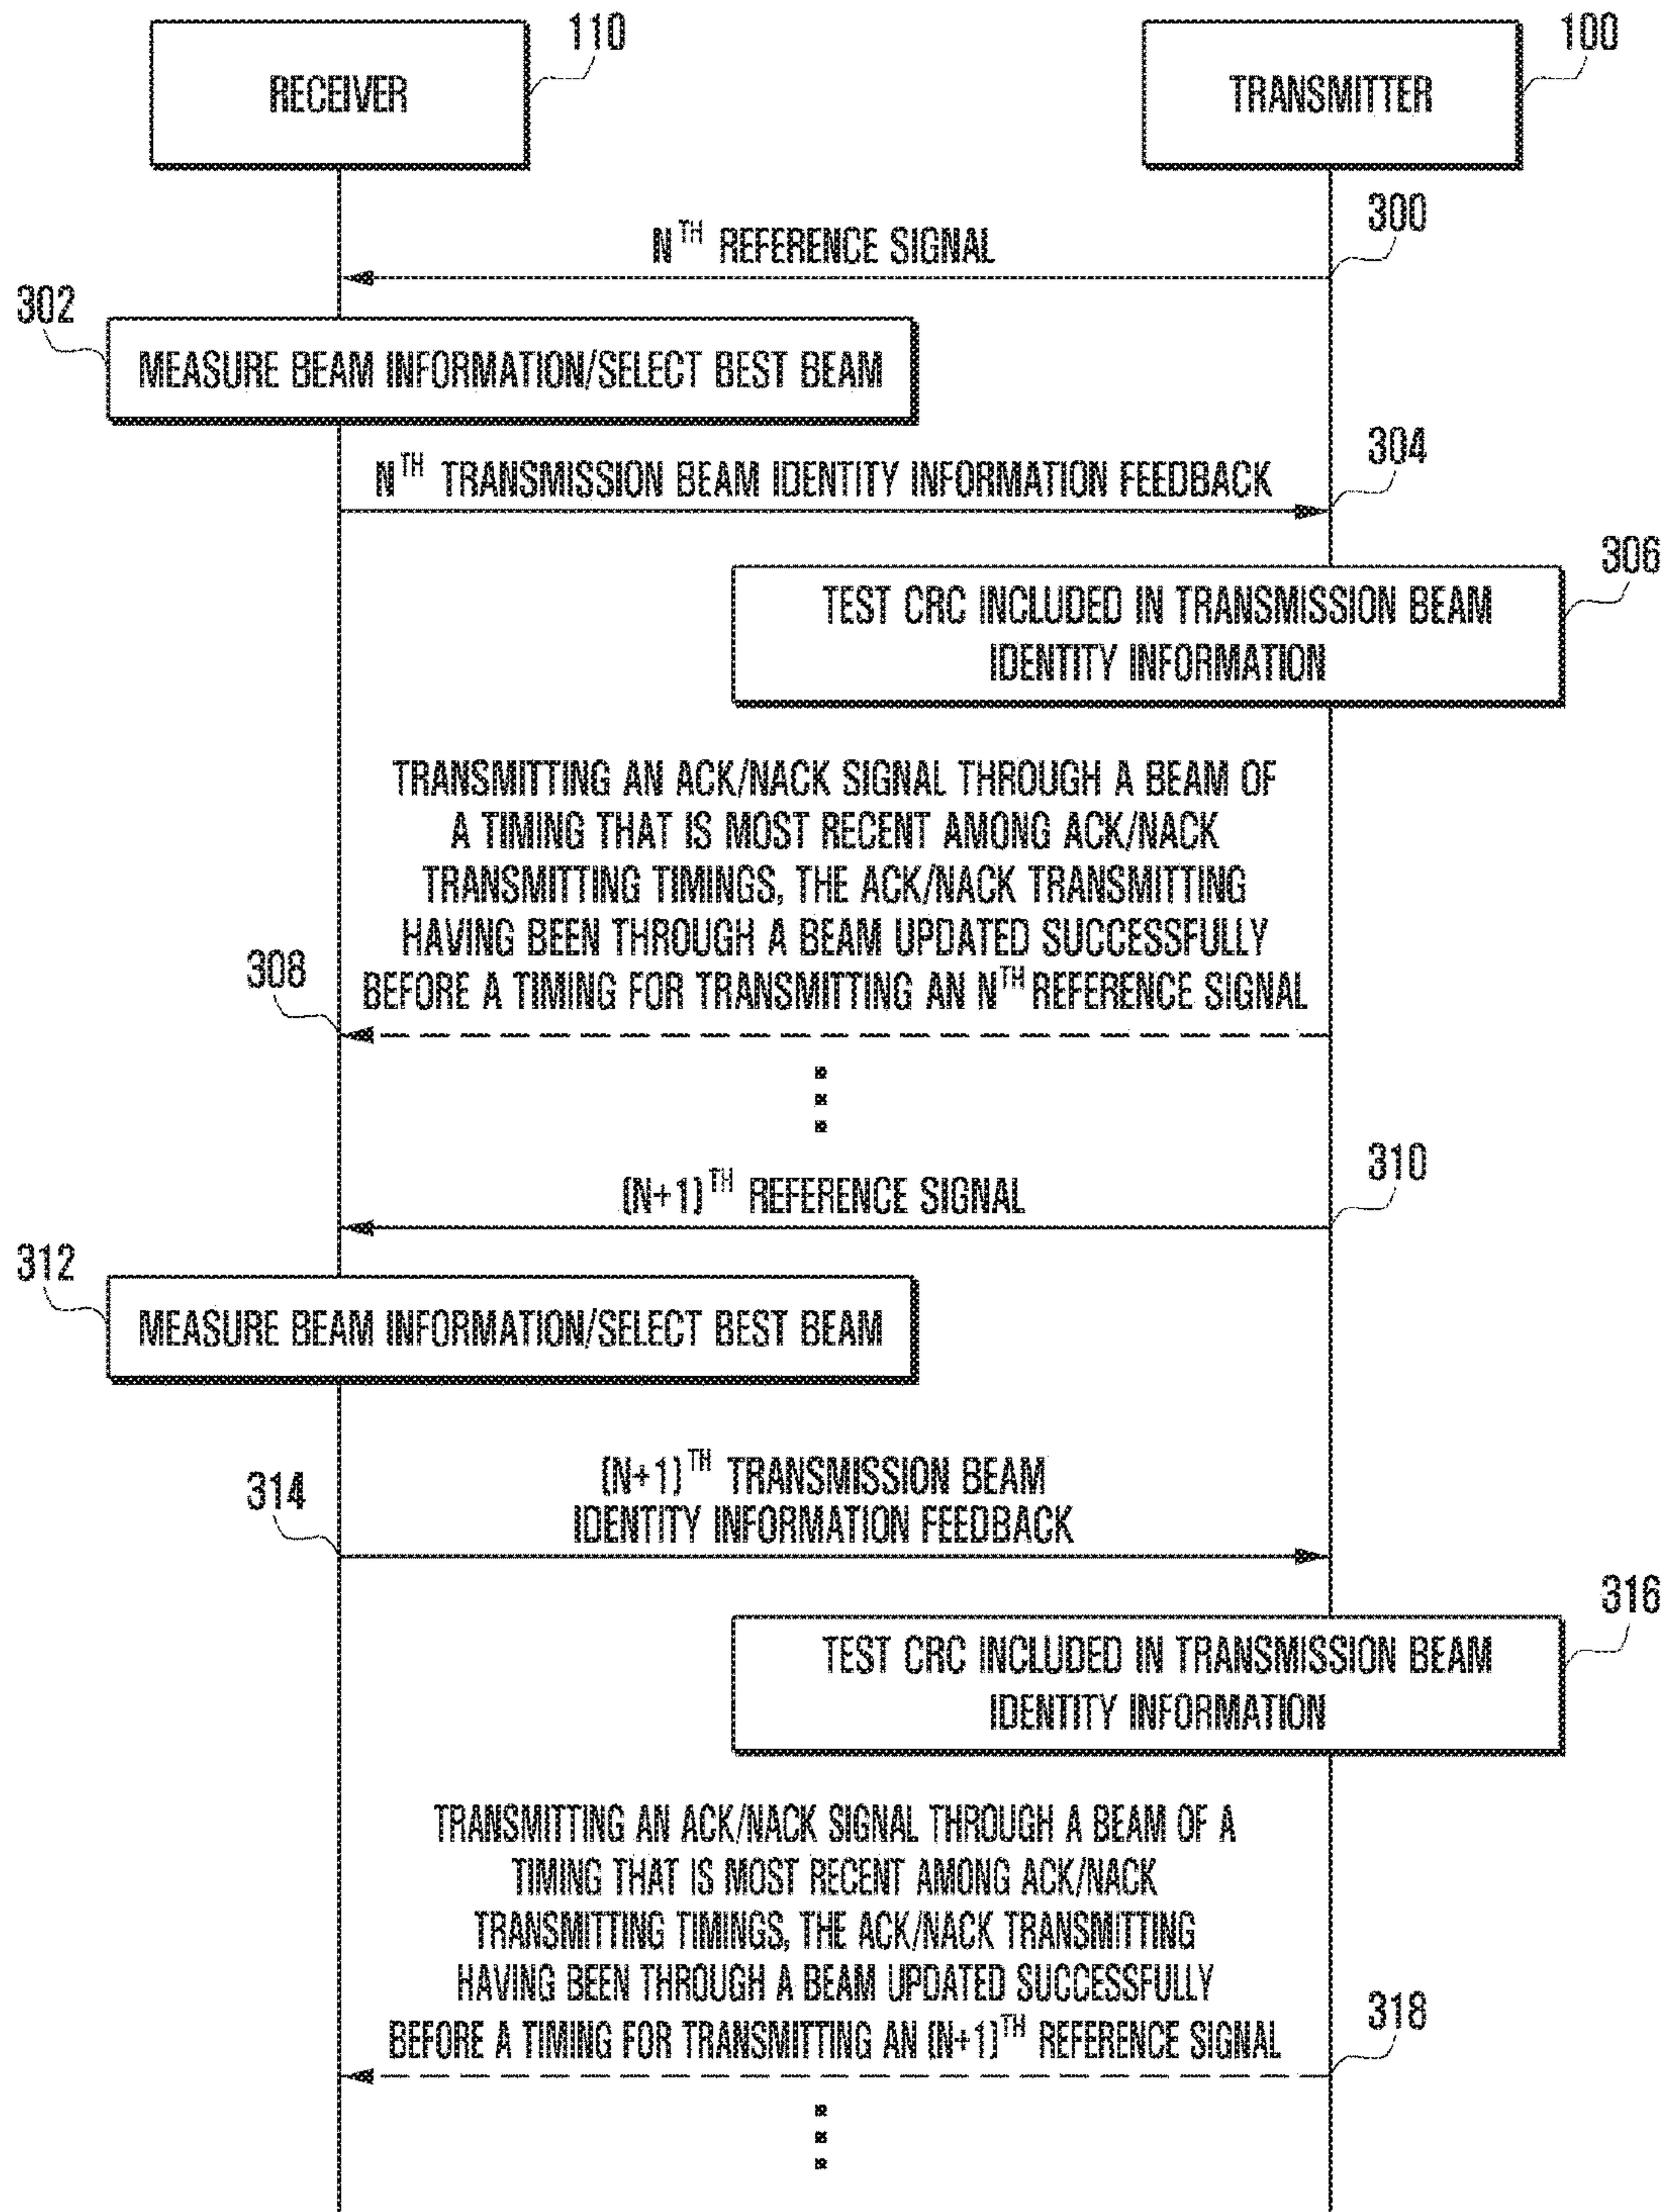 110
100
RECEIVER
TRANSMITTER
300
Nᵀᴴ REFERENCE SIGNAL
302
MEASURE BEAM INFORMATION/SELECT BEST BEAM
304
Nᵀᴴ TRANSMISSION BEAM IDENTITY INFORMATION FEEDBACK
306
TEST CRC INCLUDED IN TRANSMISSION BEAM
IDENTITY INFORMATION
TRANSMITTING AN ACK/NACK SIGNAL THROUGH A BEAM OF
A TIMING THAT IS MOST RECENT AMONG ACK/NACK
TRANSMITTING TIMINGS, THE ACK/NACK TRANSMITTING
HAVING BEEN THROUGH A BEAM UPDATED SUCCESSFULLY
308
BEFORE A TIMING FOR TRANSMITTING AN Nᵀᴴ REFERENCE SIGNAL
310
(N+1)ᵀᴴ REFERENCE SIGNAL
312
MEASURE BEAM INFORMATION/SELECT BEST BEAM
314
(N+1)ᵀᴴ TRANSMISSION BEAM
IDENTITY INFORMATION FEEDBACK
316
TEST CRC INCLUDED IN TRANSMISSION BEAM
IDENTITY INFORMATION
TRANSMITTING AN ACK/NACK SIGNAL THROUGH A BEAM OF A
TIMING THAT IS MOST RECENT AMONG ACK/NACK
TRANSMITTING TIMINGS, THE ACK/NACK TRANSMITTING
HAVING BEEN THROUGH A BEAM UPDATED SUCCESSFULLY
318
BEFORE A TIMING FOR TRANSMITTING AN (N+1)ᵀᴴ REFERENCE SIGNAL